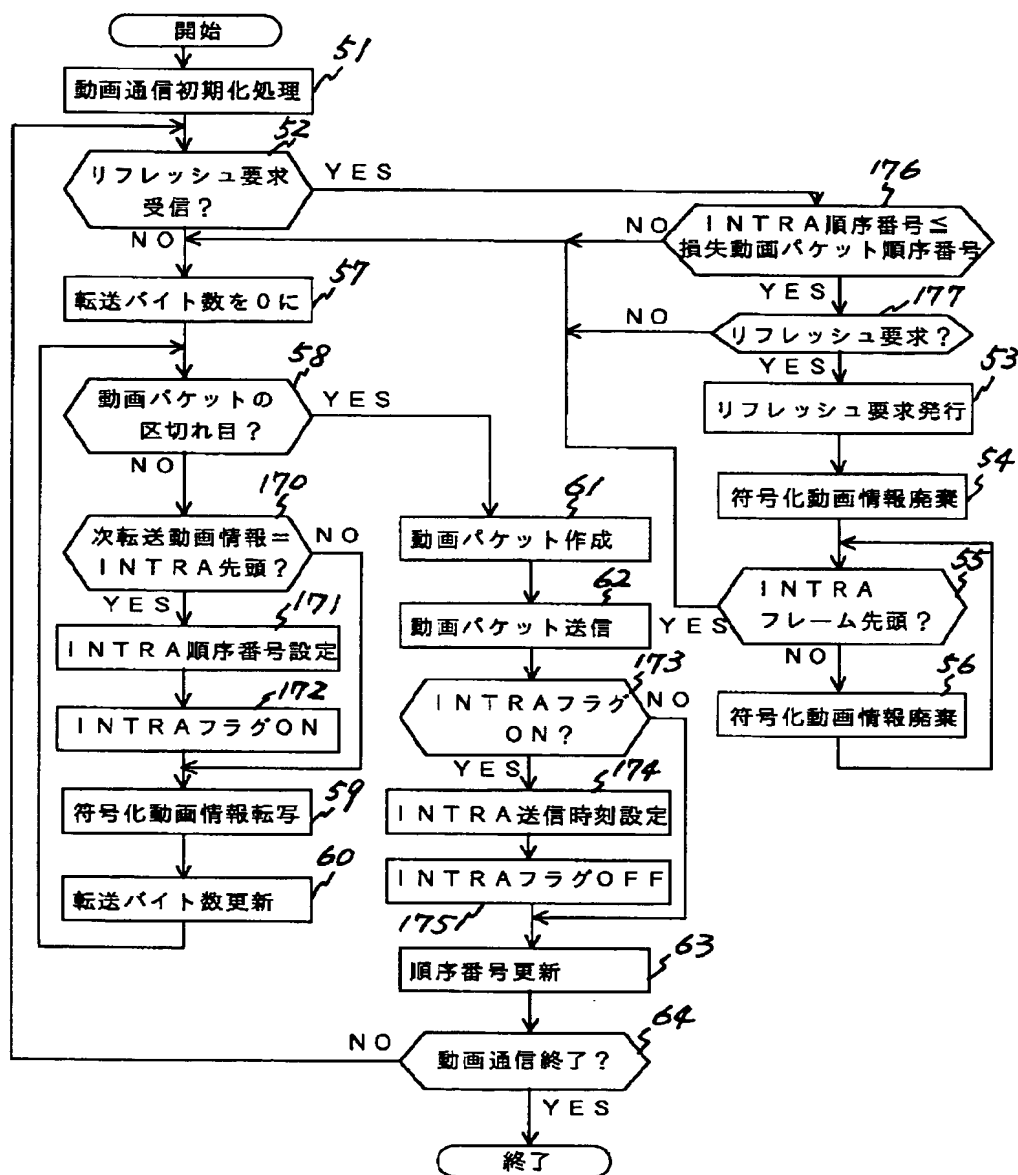 開始
51
動画通信初期化処理
52
リフレッシュ要求
受信？
YES
NO
176
INTRA順序番号≦
損失動画パケット順序番号
NO
YES
57
転送バイト数を０に
177
リフレッシュ要求？
NO
YES
58
動画パケットの
区切れ目？
YES
NO
53
リフレッシュ要求発行
54
符号化動画情報廃棄
170
次転送動画情報＝
INTRA先頭？
NO
YES
61
動画パケット作成
55
INTRA
フレーム先頭？
YES
NO
171
INTRA順序番号設定
62
動画パケット送信
56
符号化動画情報廃棄
172
INTRAフラグON
173
INTRAフラグ
ON？
NO
YES
59
符号化動画情報転写
174
INTRA送信時刻設定
60
転送バイト数更新
INTRAフラグOFF
1751
63
順序番号更新
64
動画通信終了？
NO
YES
終了